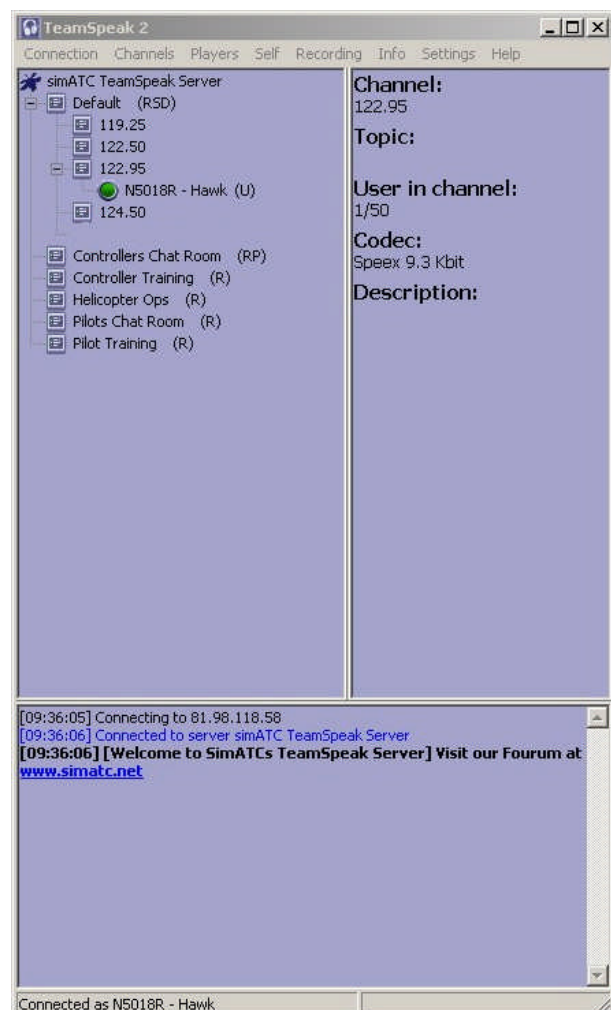 TeamSpeak 2
Connection Channels Players Self Recording Info Settings Help
simATC TeamSpeak Server
Default (RSD)
119.25
122.50
122.95
N5018R - Hawk (U)
124.50
Controllers Chat Room (RP)
Controller Training (R)
Helicopter Ops (R)
Pilots Chat Room (R)
Pilot Training (R)
Channel:
122.95
Topic:
User in channel:
1/50
Codec:
Speex 9.3 Kbit
Description:
[09:36:05] Connecting to 81.98.118.58
[09:36:06] Connected to server simATC TeamSpeak Server
[09:36:06] [Welcome to SimATCs TeamSpeak Server] Visit our Fourum at
www.simatc.net
Connected as N5018R - Hawk